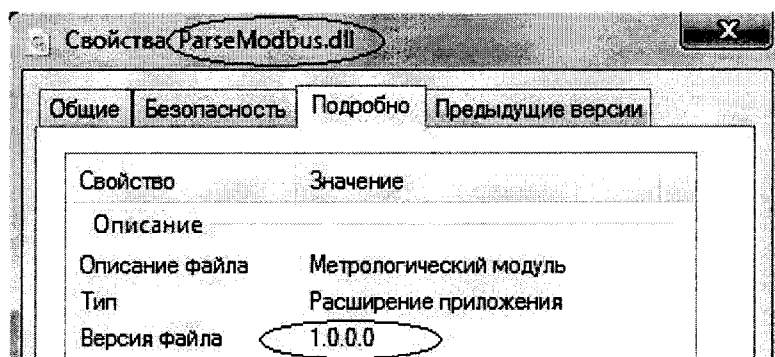 Свойства: ParseModbus.dll
Общие Безопасность Подробно Предыдущие версии
Свойство Значение
Описание
Описание файла Метрологический модуль
Тип Расширение приложения
Версия файла 1.0.0.0